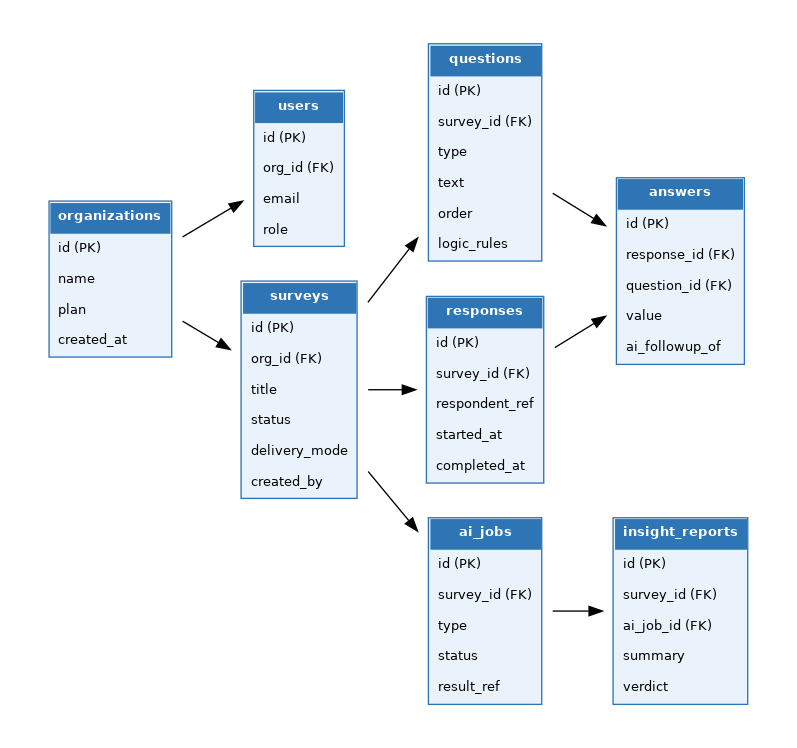 organizations
id (PK)
name
plan
created_at
users
id (PK)
org_id (FK)
email
role
surveys
id (PK)
org_id (FK)
title
status
delivery_mode
created_by
questions
id (PK)
survey_id (FK)
type
text
order
logic_rules
responses
id (PK)
survey_id (FK)
respondent_ref
started_at
completed_at
ai_jobs
id (PK)
survey_id (FK)
type
status
result_ref
answers
id (PK)
response_id (FK)
question_id (FK)
value
ai_followup_of
insight_reports
id (PK)
survey_id (FK)
ai_job_id (FK)
summary
verdict